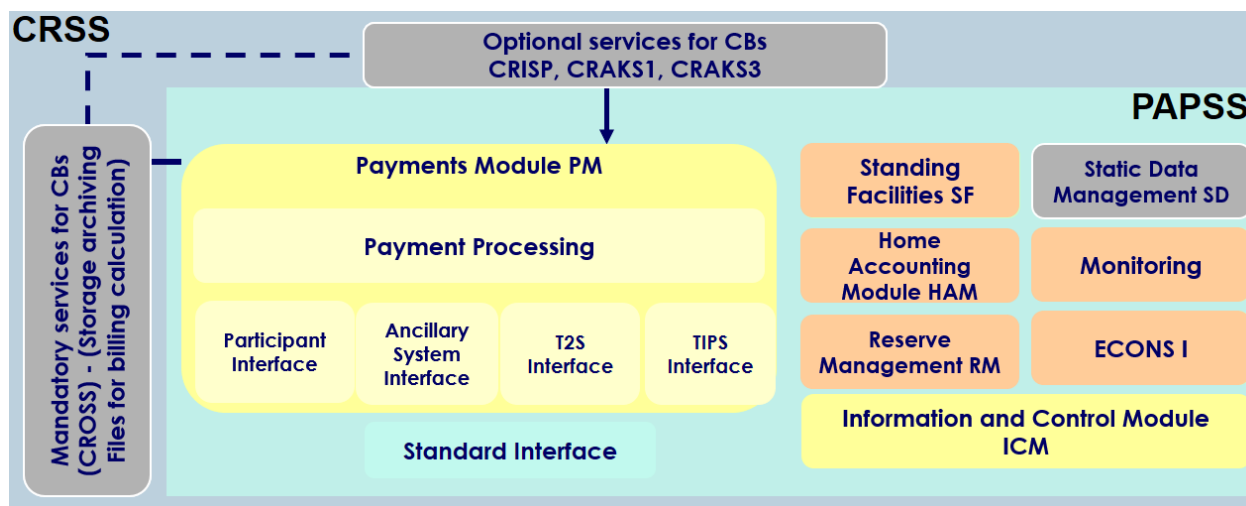 CRSS
Optional services for CBs
CRISP, CRAKS1, CRAKS3
PAPSS
Mandatory services for CBs
(CROSS) - (Storage archiving
Files for billing calculation)
Payments Module PM
Payment Processing
Participant
Interface
Ancillary
System
Interface
T2S
Interface
TIPS
Interface
Standard Interface
Standing
Facilities SF
Static Data
Management SD
Home
Accounting
Module HAM
Monitoring
Reserve
Management RM
ECONS I
Information and Control Module
ICM